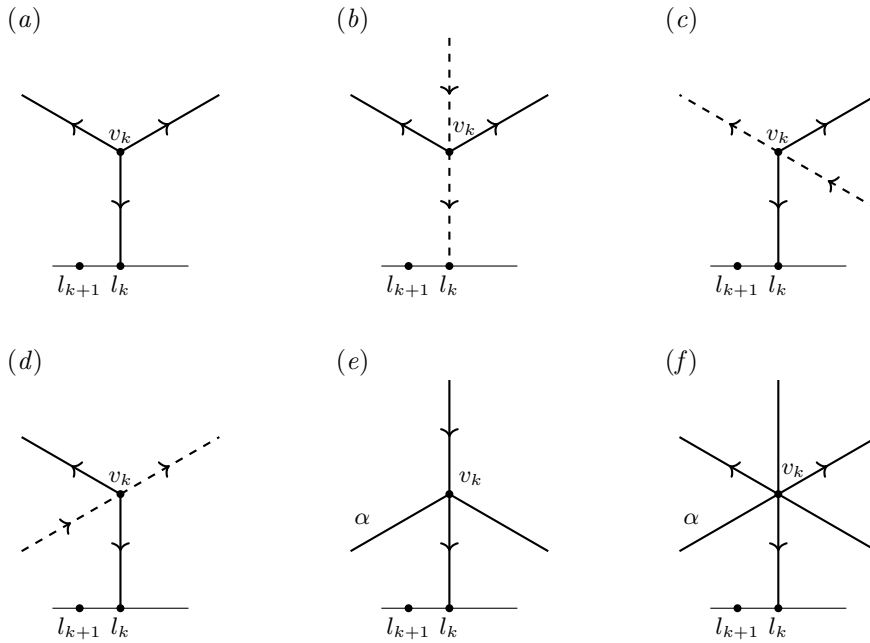 (a) (b) (c)
v_k v_k v_k
l_{k+1} l_k l_{k+1} l_k l_{k+1} l_k
(d) (e) (f)
v_k v_k v_k
α α
l_{k+1} l_k l_{k+1} l_k l_{k+1} l_k